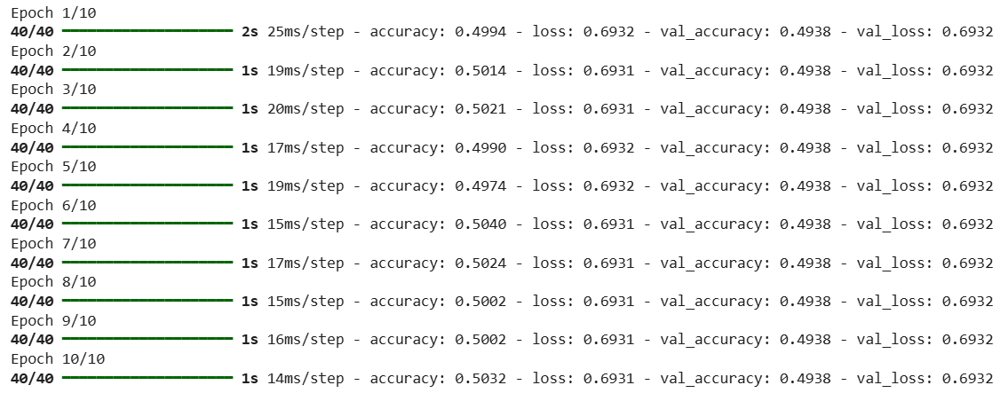 Epoch 1/10
40/40 ━━━━━━━━━━━━━━━━━━━━ 2s 25ms/step - accuracy: 0.4994 - loss: 0.6932 - val_accuracy: 0.4938 - val_loss: 0.6932
Epoch 2/10
40/40 ━━━━━━━━━━━━━━━━━━━━ 1s 19ms/step - accuracy: 0.5014 - loss: 0.6931 - val_accuracy: 0.4938 - val_loss: 0.6932
Epoch 3/10
40/40 ━━━━━━━━━━━━━━━━━━━━ 1s 20ms/step - accuracy: 0.5021 - loss: 0.6931 - val_accuracy: 0.4938 - val_loss: 0.6932
Epoch 4/10
40/40 ━━━━━━━━━━━━━━━━━━━━ 1s 17ms/step - accuracy: 0.4990 - loss: 0.6932 - val_accuracy: 0.4938 - val_loss: 0.6932
Epoch 5/10
40/40 ━━━━━━━━━━━━━━━━━━━━ 1s 19ms/step - accuracy: 0.4974 - loss: 0.6932 - val_accuracy: 0.4938 - val_loss: 0.6932
Epoch 6/10
40/40 ━━━━━━━━━━━━━━━━━━━━ 1s 15ms/step - accuracy: 0.5040 - loss: 0.6931 - val_accuracy: 0.4938 - val_loss: 0.6932
Epoch 7/10
40/40 ━━━━━━━━━━━━━━━━━━━━ 1s 17ms/step - accuracy: 0.5024 - loss: 0.6931 - val_accuracy: 0.4938 - val_loss: 0.6932
Epoch 8/10
40/40 ━━━━━━━━━━━━━━━━━━━━ 1s 15ms/step - accuracy: 0.5002 - loss: 0.6931 - val_accuracy: 0.4938 - val_loss: 0.6932
Epoch 9/10
40/40 ━━━━━━━━━━━━━━━━━━━━ 1s 16ms/step - accuracy: 0.5002 - loss: 0.6931 - val_accuracy: 0.4938 - val_loss: 0.6932
Epoch 10/10
40/40 ━━━━━━━━━━━━━━━━━━━━ 1s 14ms/step - accuracy: 0.5032 - loss: 0.6931 - val_accuracy: 0.4938 - val_loss: 0.6932